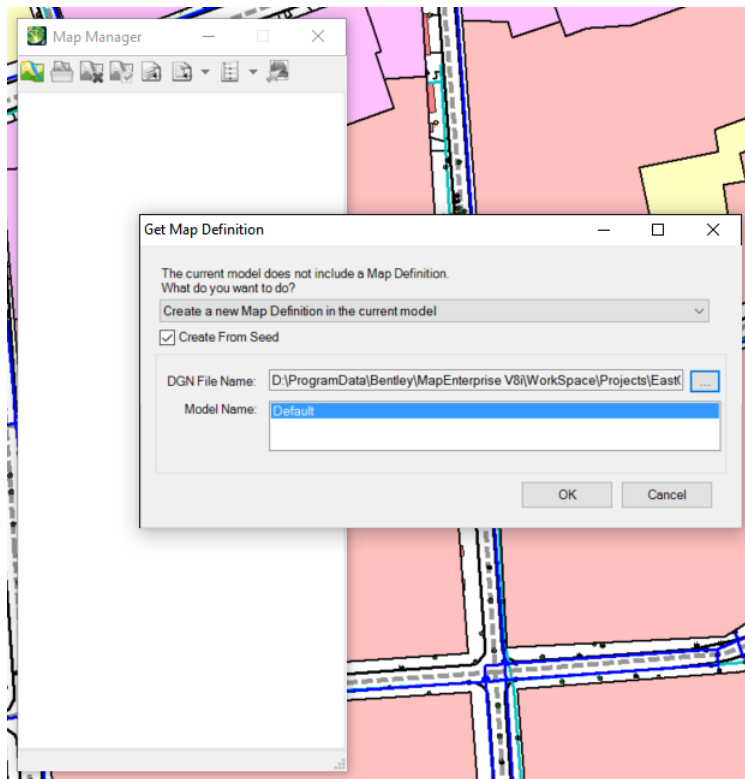 Map Manager
Get Map Definition
The current model does not include a Map Definition.
What do you want to do?
Create a new Map Definition in the current model
Create From Seed
DGN File Name: D:\ProgramData\Bentley\MapEnterprise V8i\WorkSpace\Projects\East ...
Model Name: Default
OK Cancel